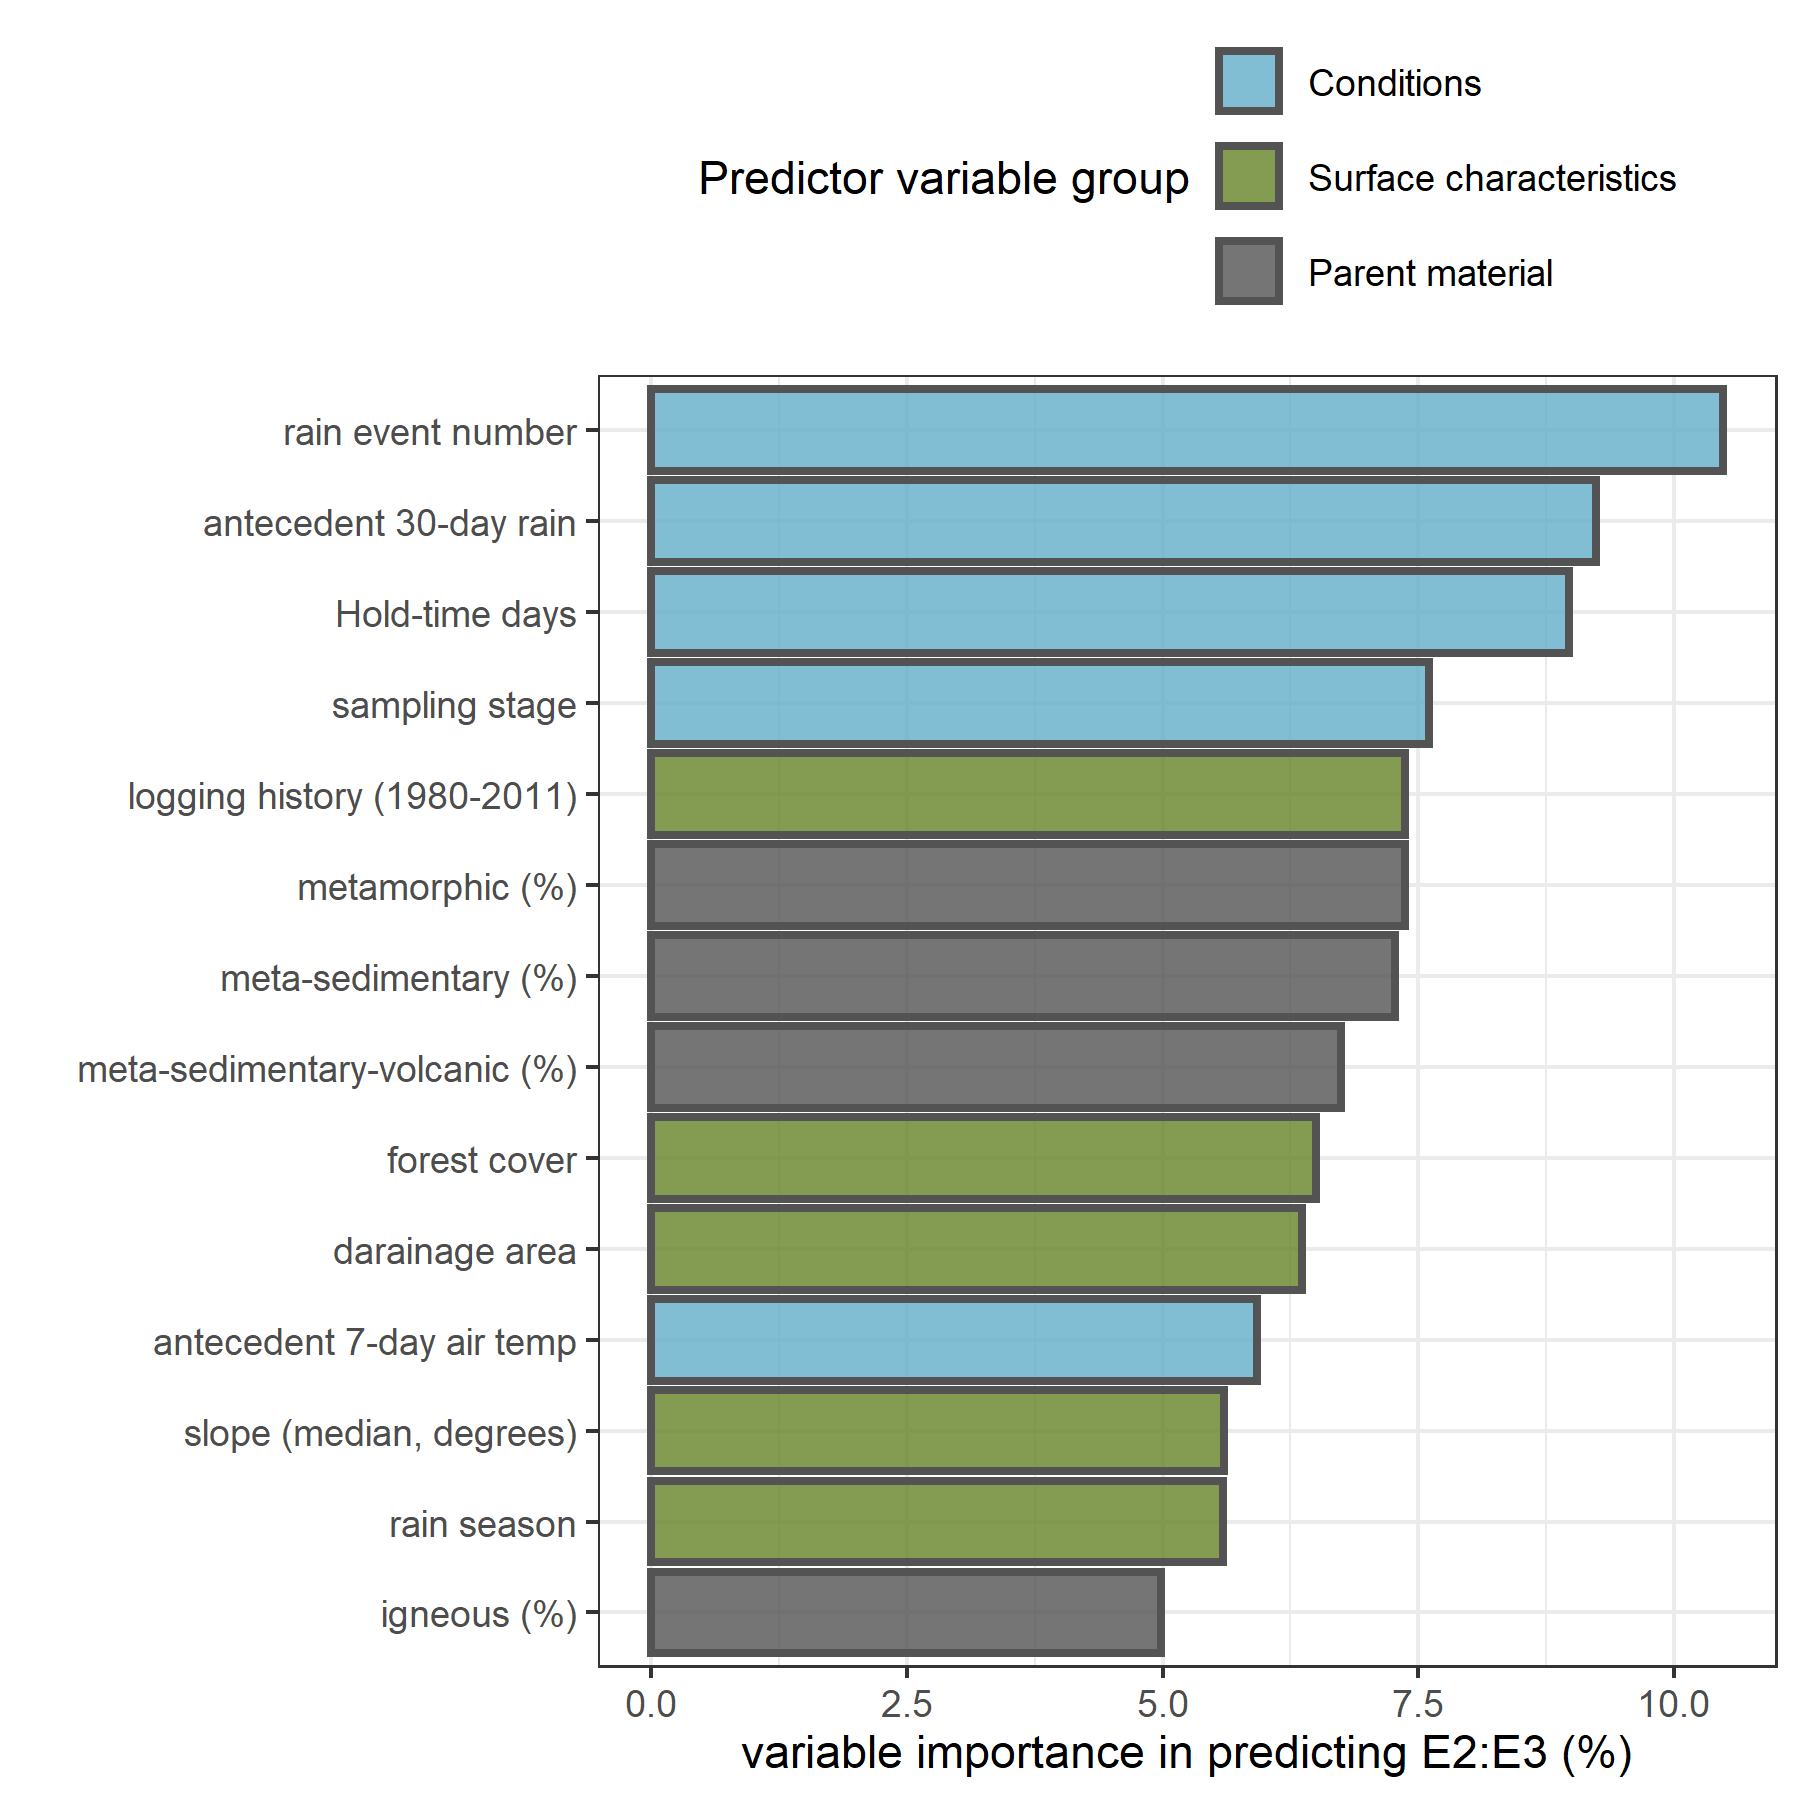 Predictor variable group
Conditions
Surface characteristics
Parent material
rain event number
antecedent 30-day rain
Hold-time days
sampling stage
logging history (1980-2011)
metamorphic (%)
meta-sedimentary (%)
meta-sedimentary-volcanic (%)
forest cover
darainage area
antecedent 7-day air temp
slope (median, degrees)
rain season
igneous (%)
0.0 2.5 5.0 7.5 10.0
variable importance in predicting E2:E3 (%)